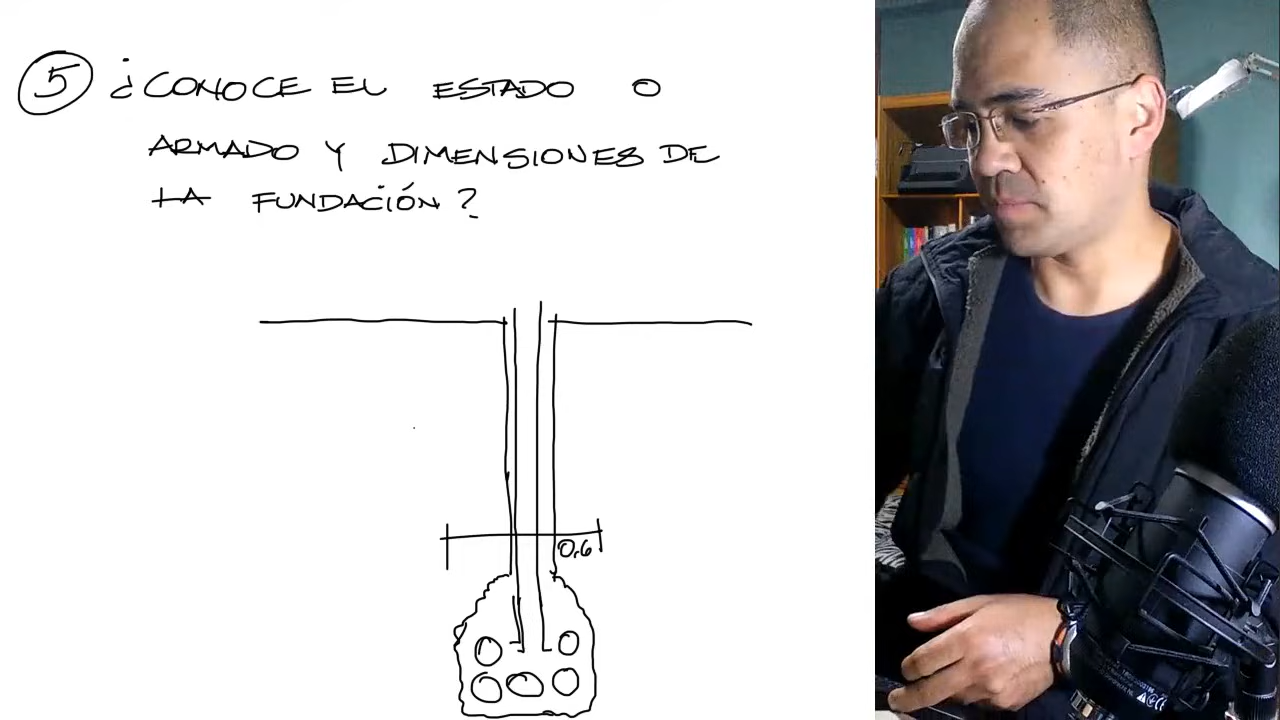 5 ¿CONOCE EL ESTADO O
ARMADO Y DIMENSIONES DE
LA FUNDACIÓN?
0,6